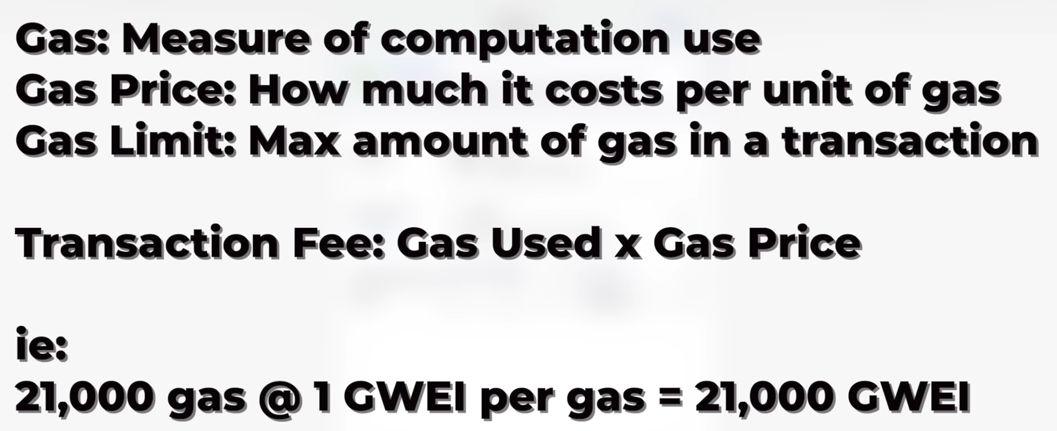 Gas: Measure of computation use
Gas Price: How much it costs per unit of gas
Gas Limit: Max amount of gas in a transaction
Transaction Fee: Gas Used x Gas Price
ie:
21,000 gas @ 1 GWEI per gas = 21,000 GWEI